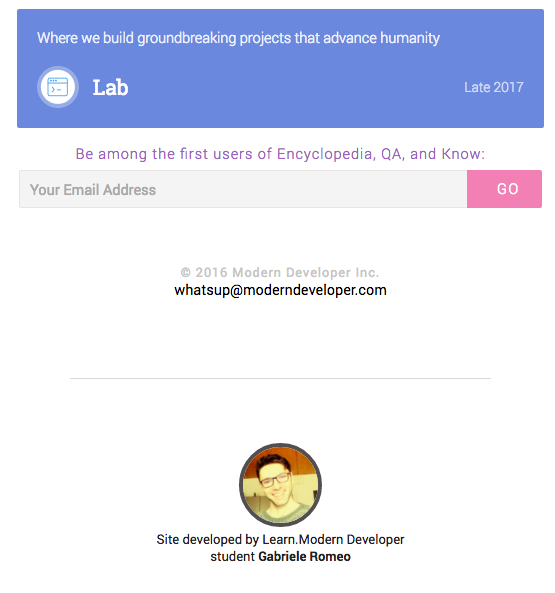 Where we build groundbreaking projects that advance humanity
Lab
Late 2017
Be among the first users of Encyclopedia, QA, and Know:
Your Email Address
GO
© 2016 Modern Developer Inc.
whatsup@moderndeveloper.com
Site developed by Learn.Modern Developer
student Gabriele Romeo